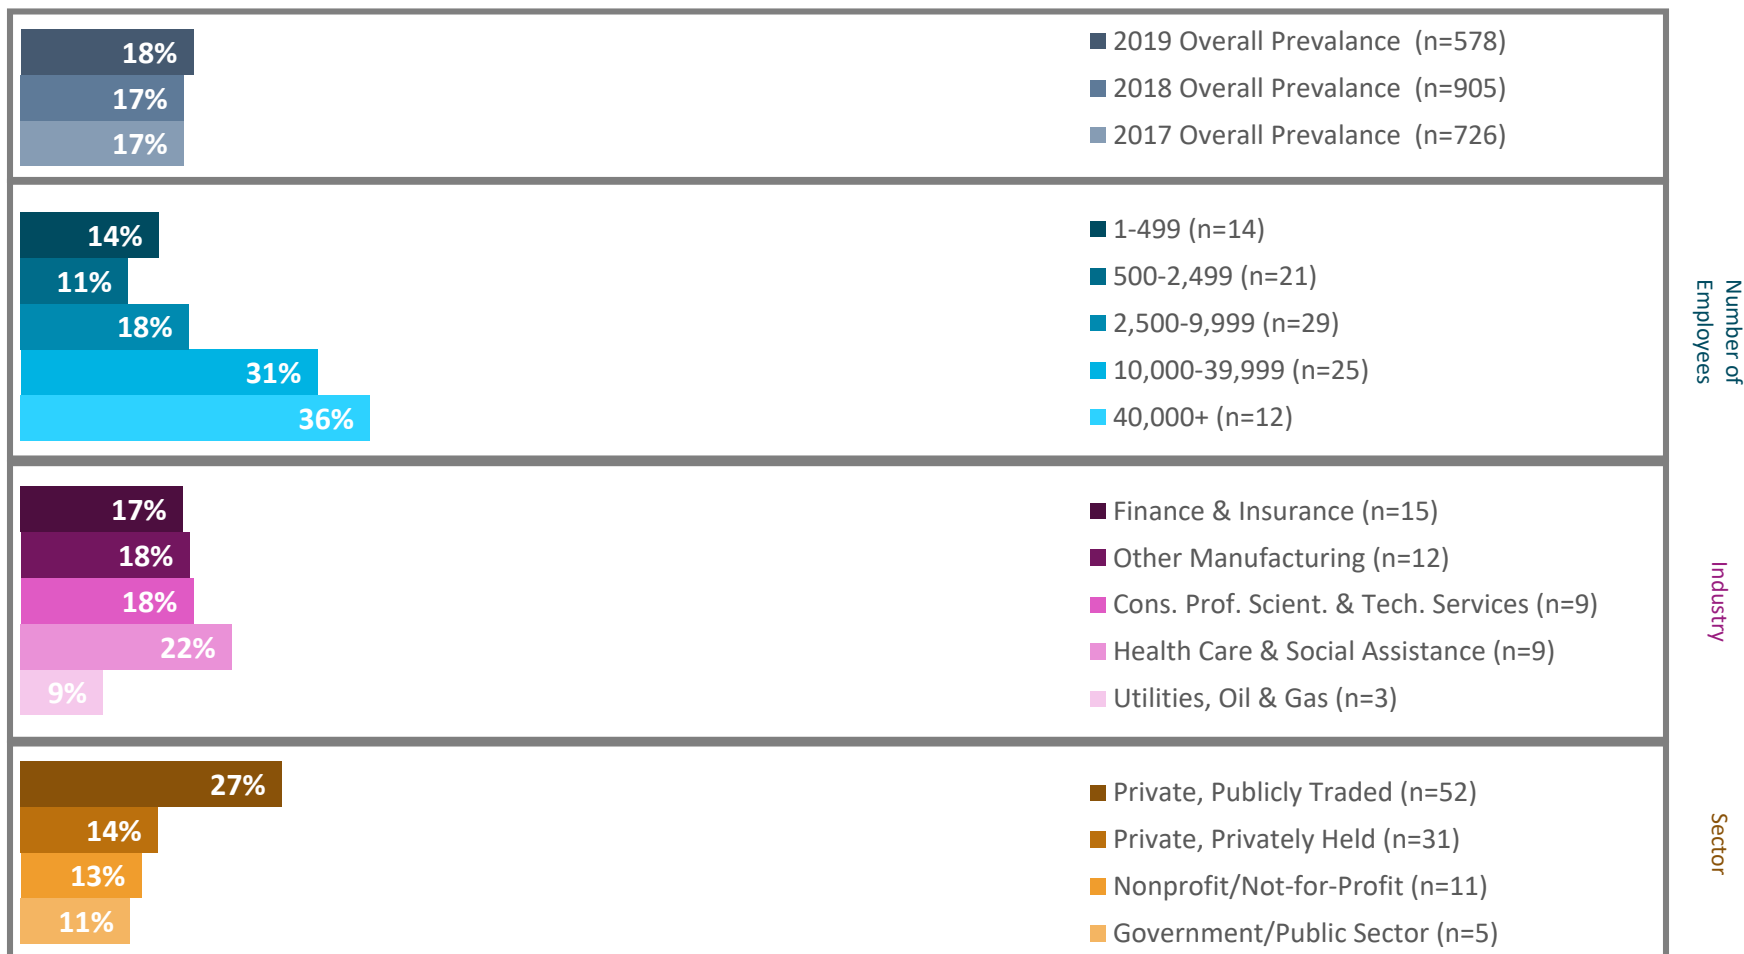 18%
17%
17%
2019 Overall Prevalance (n=578)
2018 Overall Prevalance (n=905)
2017 Overall Prevalance (n=726)
14%
11%
18%
31%
36%
1-499 (n=14)
500-2,499 (n=21)
2,500-9,999 (n=29)
10,000-39,999 (n=25)
40,000+ (n=12)
Number of
Employees
17%
18%
18%
22%
9%
Finance & Insurance (n=15)
Other Manufacturing (n=12)
Cons. Prof. Scient. & Tech. Services (n=9)
Health Care & Social Assistance (n=9)
Utilities, Oil & Gas (n=3)
Industry
27%
14%
13%
11%
Private, Publicly Traded (n=52)
Private, Privately Held (n=31)
Nonprofit/Not-for-Profit (n=11)
Government/Public Sector (n=5)
Sector